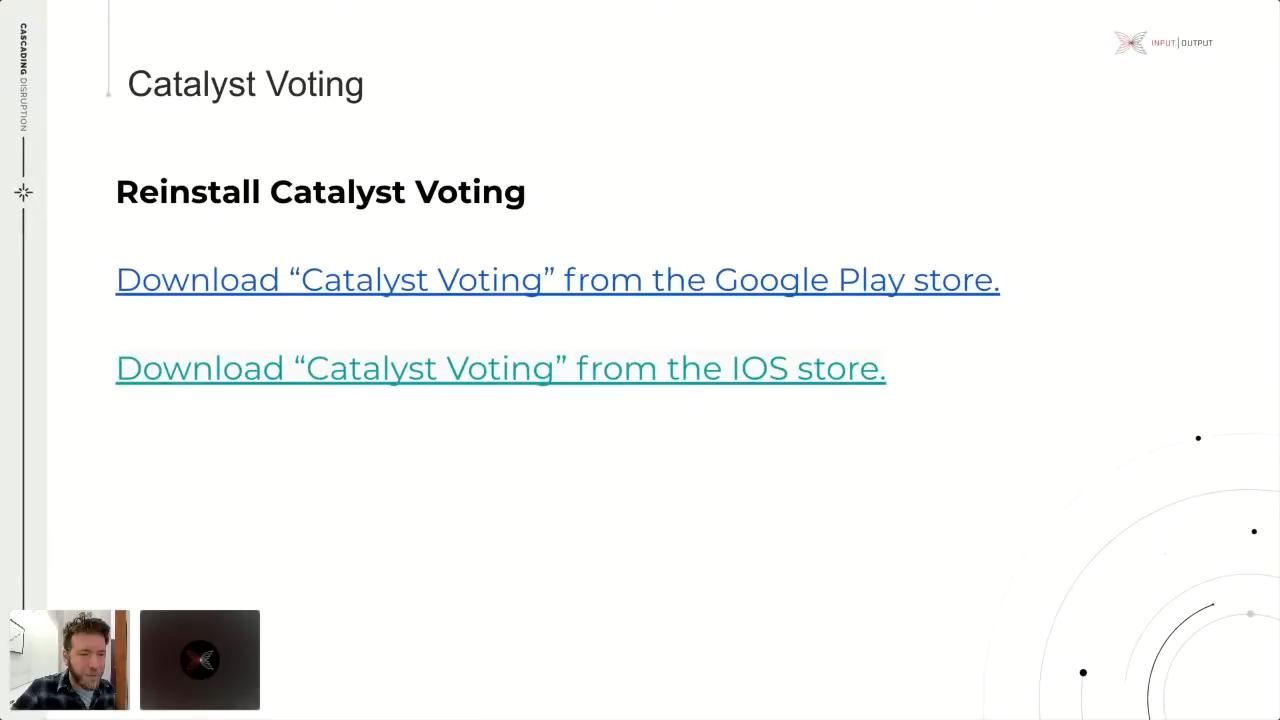 CASCADING DISRUPTION
INPUT|OUTPUT
Catalyst Voting
Reinstall Catalyst Voting
Download “Catalyst Voting” from the Google Play store.
Download “Catalyst Voting” from the IOS store.